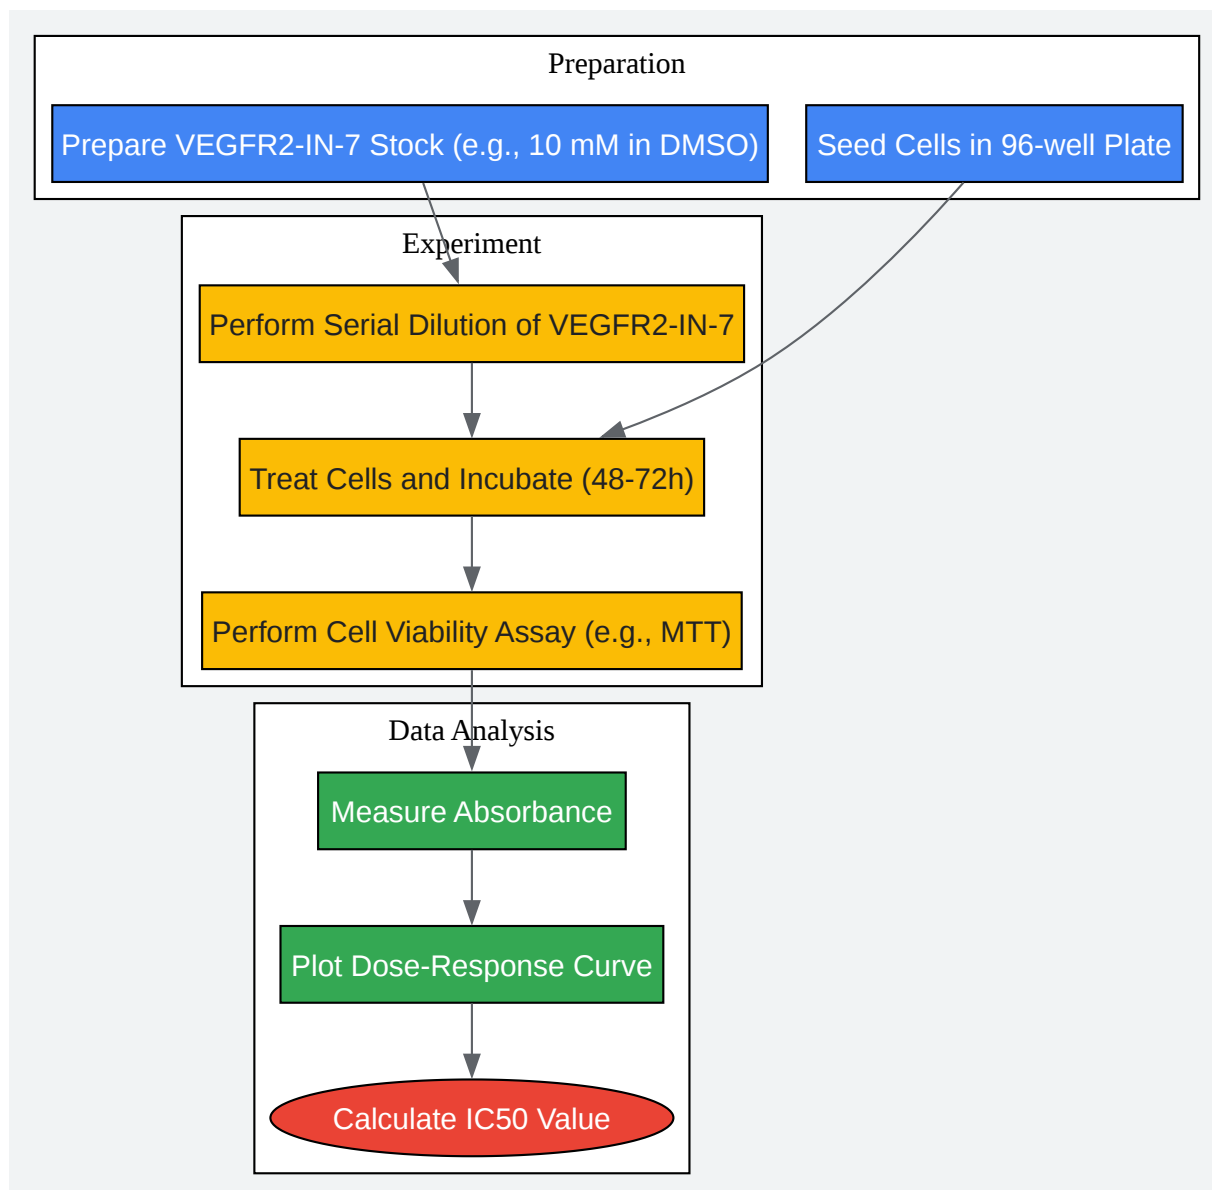 Preparation
Prepare VEGFR2-IN-7 Stock (e.g., 10 mM in DMSO)
Seed Cells in 96-well Plate
Experiment
Perform Serial Dilution of VEGFR2-IN-7
Treat Cells and Incubate (48-72h)
Perform Cell Viability Assay (e.g., MTT)
Data Analysis
Measure Absorbance
Plot Dose-Response Curve
Calculate IC50 Value